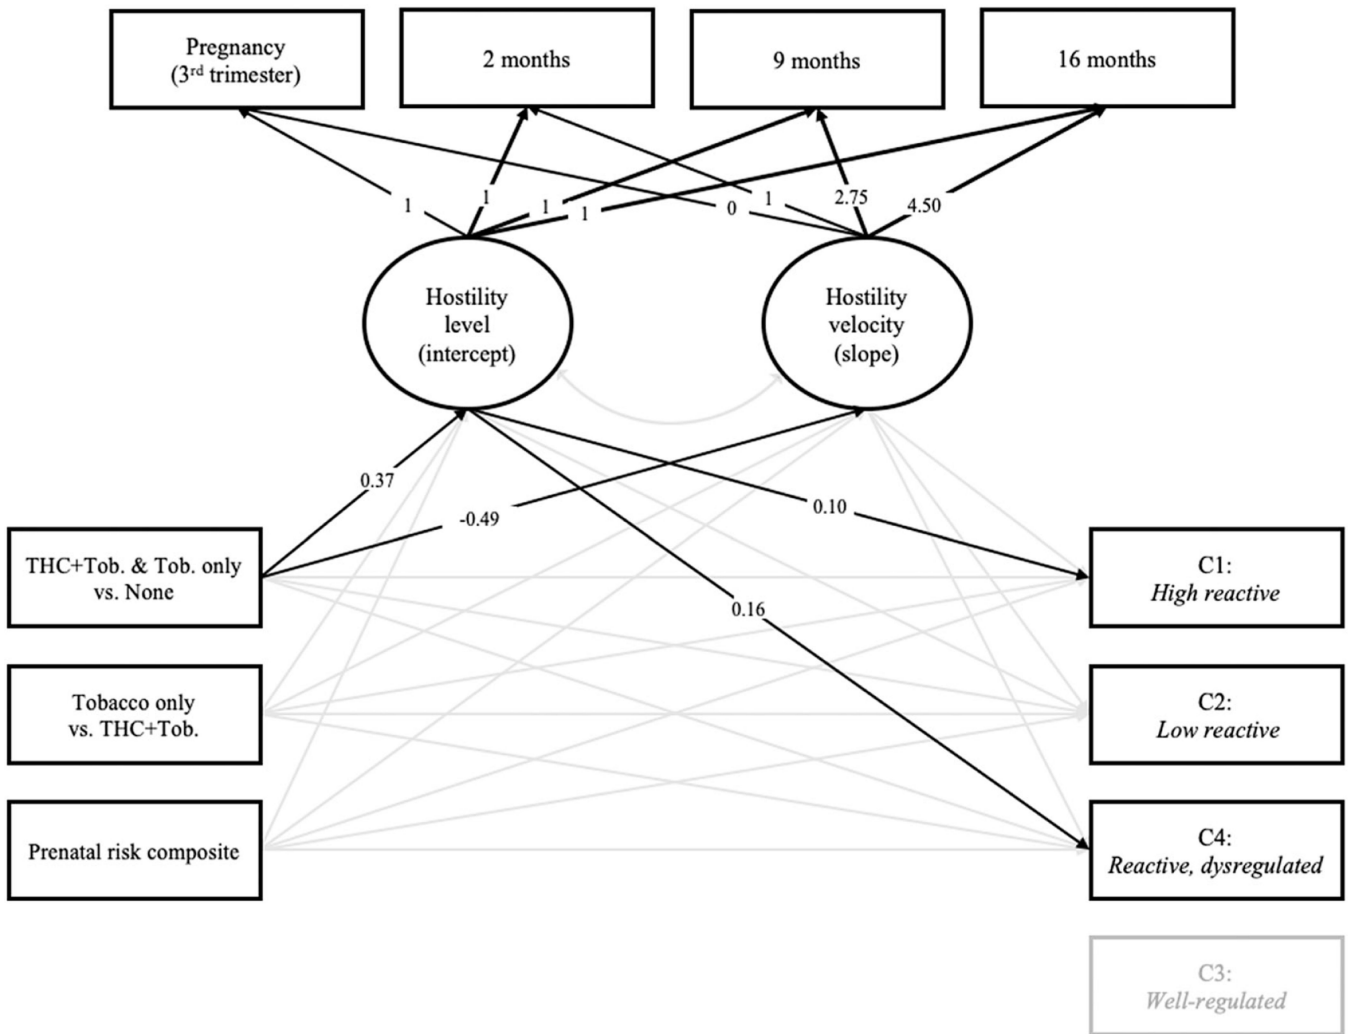 Pregnancy
(3rd trimester)
2 months
9 months
16 months
1
1
1
1
0
1
2.75
4.50
Hostility
level
(intercept)
Hostility
velocity
(slope)
0.37
-0.49
0.10
0.16
THC+Tob. & Tob. only
vs. None
Tobacco only
vs. THC+Tob.
Prenatal risk composite
C1:
High reactive
C2:
Low reactive
C4:
Reactive, dysregulated
C3:
Well-regulated